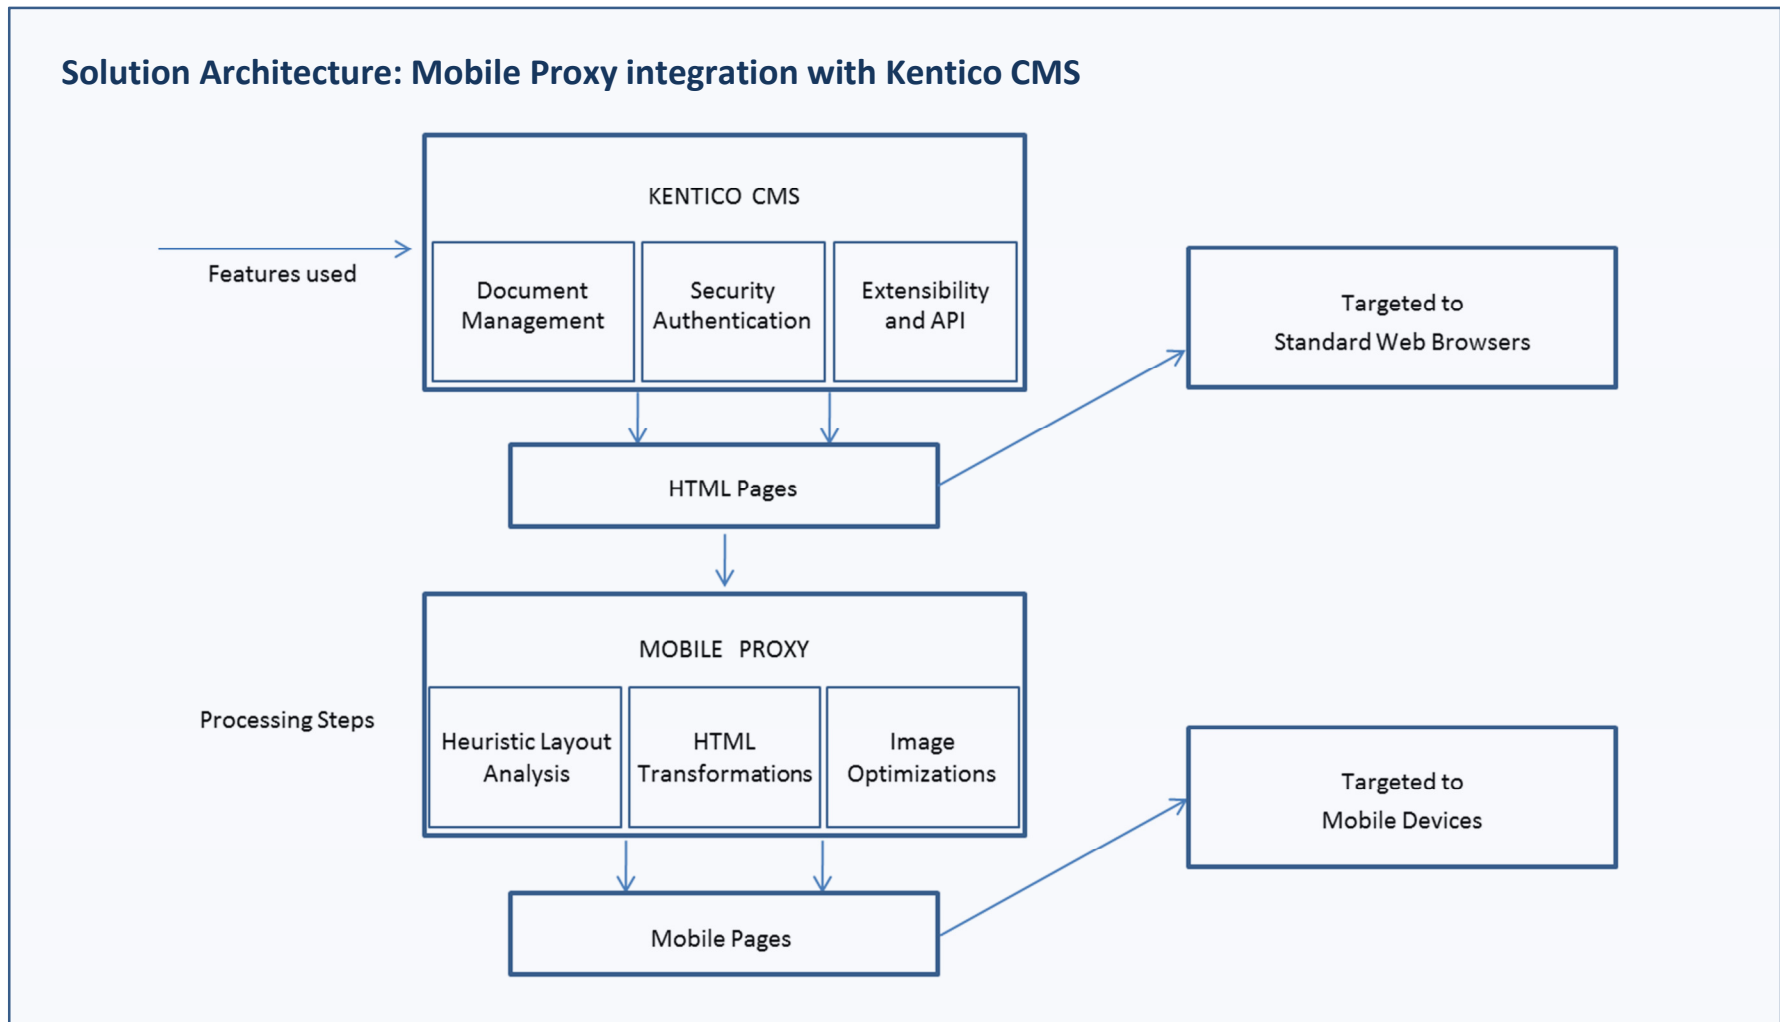 Solution Architecture: Mobile Proxy integration with Kentico CMS
KENTICO CMS
Features used
Document
Management
Security
Authentication
Extensibility
and API
Targeted to
Standard Web Browsers
HTML Pages
MOBILE PROXY
Processing Steps
Heuristic Layout
Analysis
HTML
Transformations
Image
Optimizations
Targeted to
Mobile Devices
Mobile Pages